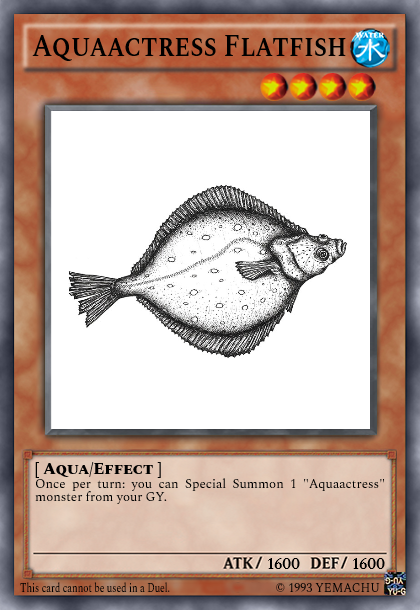 Aquaactress Flatfish
WATER
水
[ Aqua/Effect ]
Once per turn: you can Special Summon 1 "Aquaactress"
monster from your GY.
ATK / 1600 DEF / 1600
This card cannot be used in a Duel.
© 1993 YEMACHU